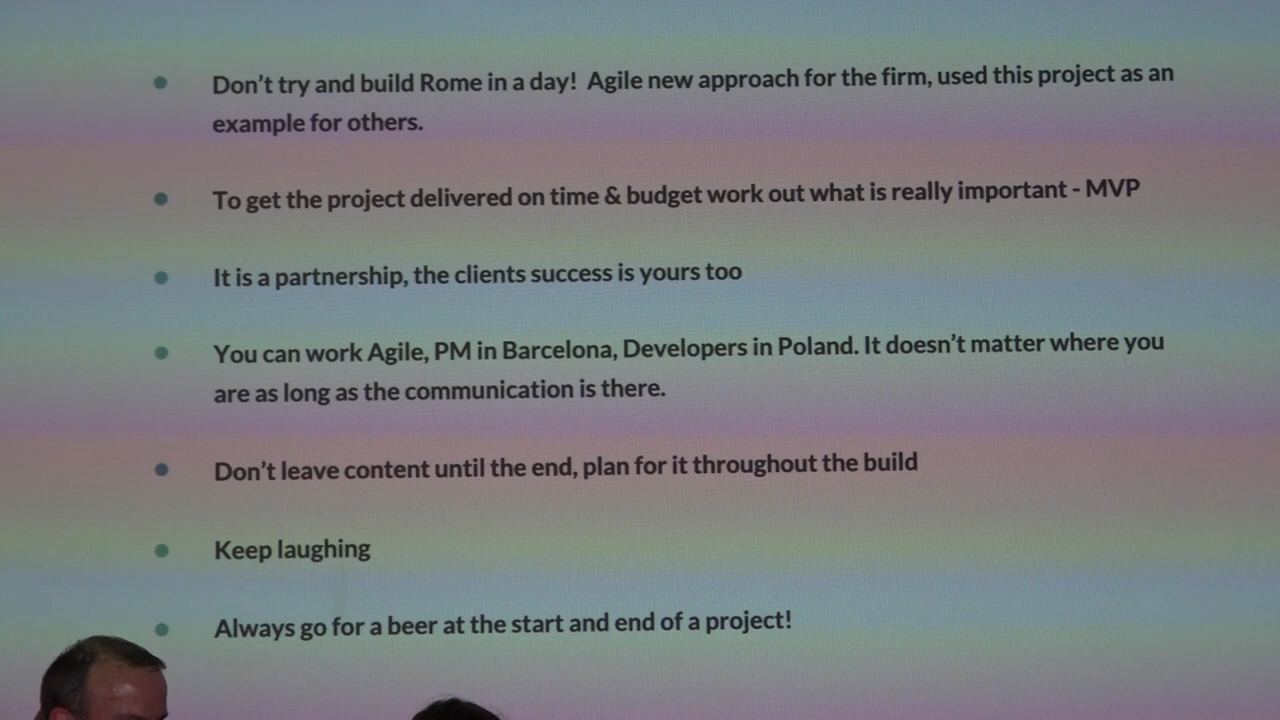 Don't try and build Rome in a day!  Agile new approach for the firm, used this project as an
example for others.
To get the project delivered on time & budget work out what is really important - MVP
It is a partnership, the clients success is yours too
You can work Agile, PM in Barcelona, Developers in Poland. It doesn't matter where you
are as long as the communication is there.
Don't leave content until the end, plan for it throughout the build
Keep laughing
Always go for a beer at the start and end of a project!